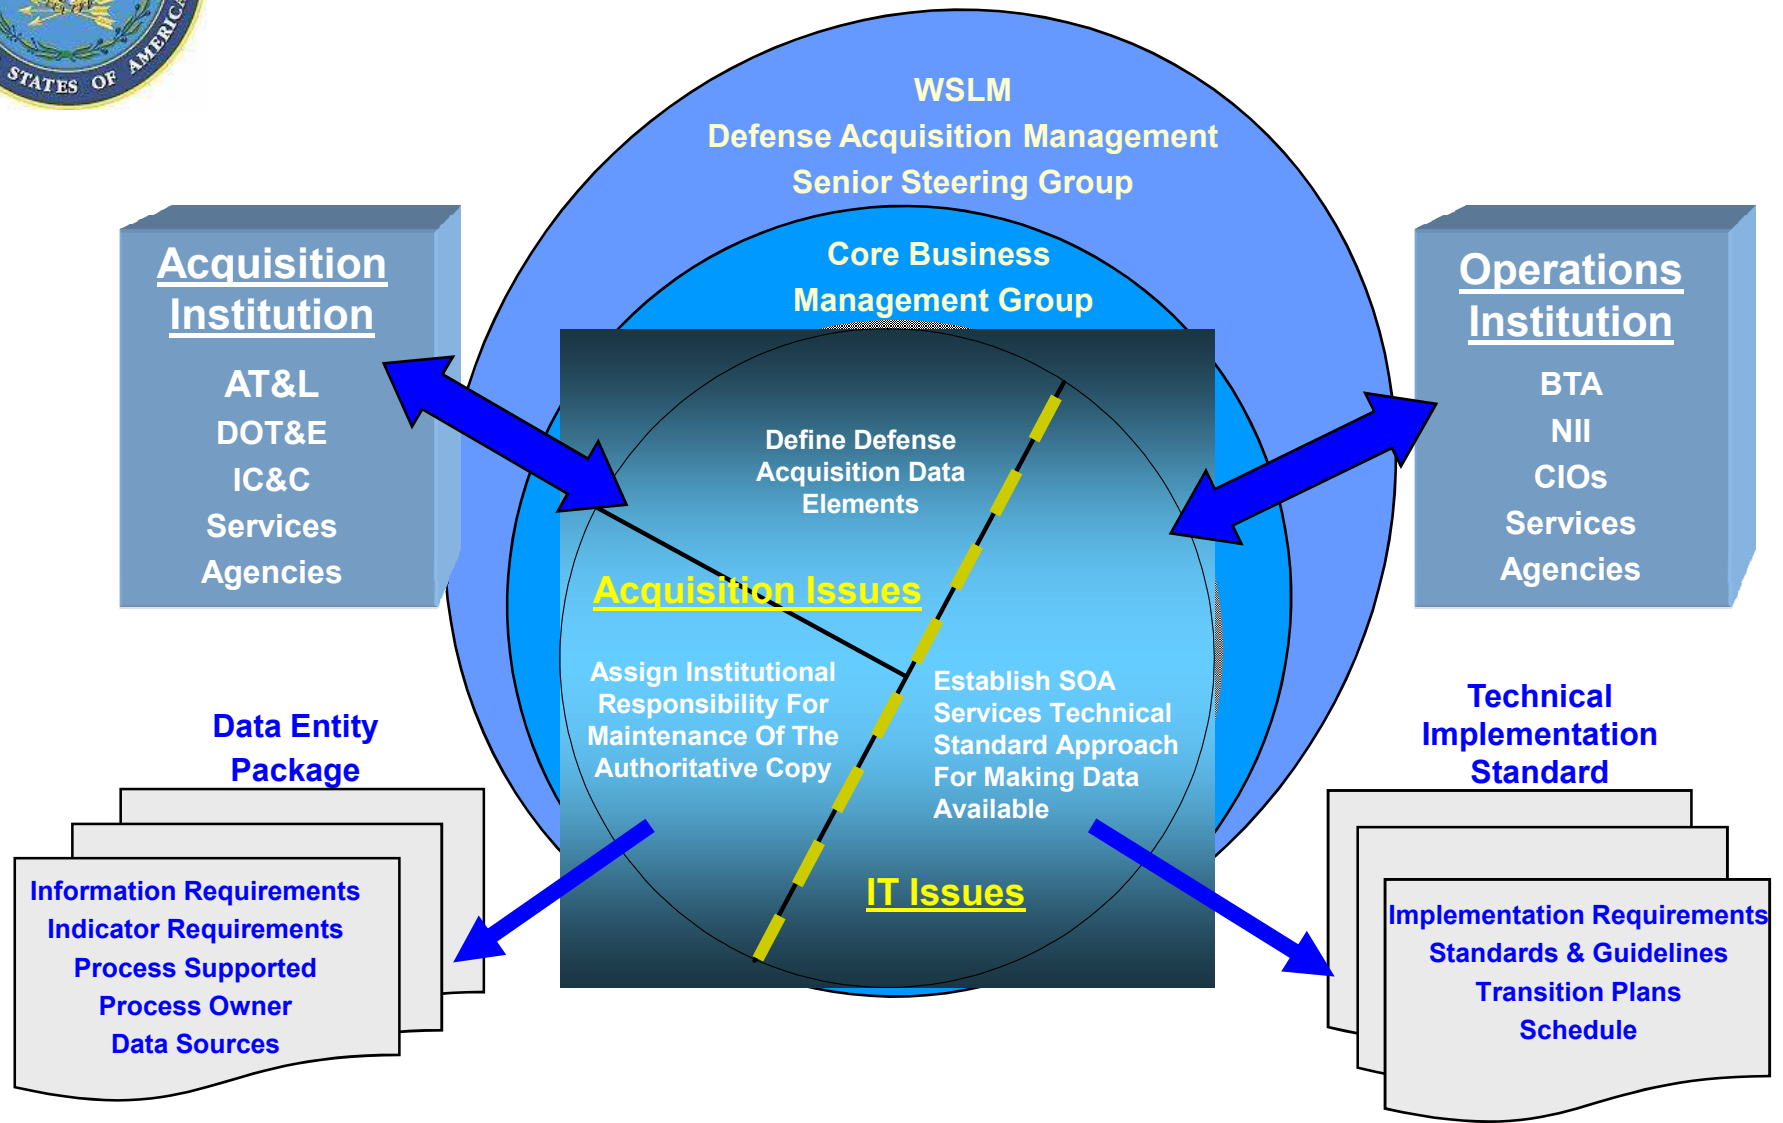 STATES OF AMERICA
WSLM
Defense Acquisition Management
Senior Steering Group
Core Business
Management Group
Acquisition
Institution
AT&L
DOT&E
IC&C
Services
Agencies
Operations
Institution
BTA
NII
CIOs
Services
Agencies
Define Defense
Acquisition Data
Elements
Acquisition Issues
Assign Institutional
Responsibility For
Maintenance Of The
Authoritative Copy
Establish SOA
Services Technical
Standard Approach
For Making Data
Available
IT Issues
Data Entity
Package
Information Requirements
Indicator Requirements
Process Supported
Process Owner
Data Sources
Technical
Implementation
Standard
Implementation Requirements
Standards & Guidelines
Transition Plans
Schedule